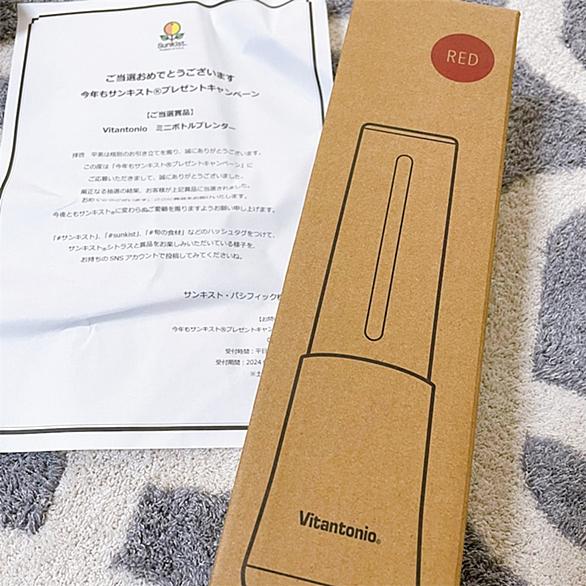 Sunkist
ご当選おめでとうございます
今年もサンキスト®プレゼントキャンペーン
【ご当選賞品】
Vitantonio ミニボトルブレンダー
拝啓 平素は格別のお引き立てを賜り、誠にありがとうございます。
この度は「今年もサンキスト®プレゼントキャンペーン」に
ご応募いただきまして、誠にありがとうございました。
厳正なる抽選の結果、お客様が上記賞品に当選されました。
今後ともサンキスト®に変わらぬご愛顧を賜りますようお願い申し上げます。
「#サンキスト」、「#sunkist」、「#旬の食材」などのハッシュタグをつけて、
サンキスト®シトラスと賞品をお楽しみいただいている様子を、
お持ちの SNS アカウントで投稿してみてくださいね。
サンキスト・パシフィック
【お問
今年もサンキスト®プレゼントキャン
受付時間：平日
受付期間：2024
RED
Vitantonio®